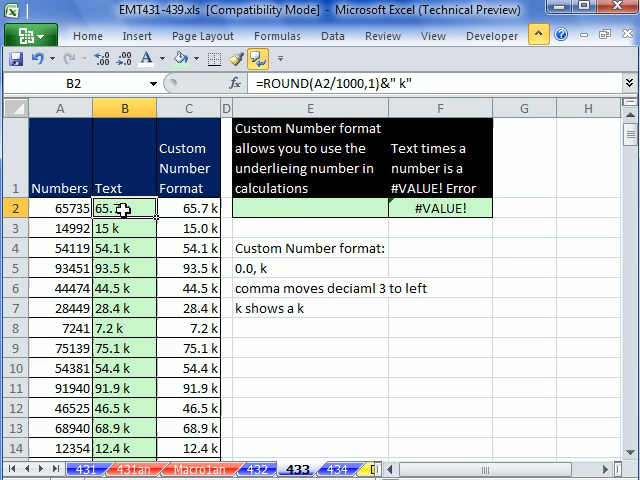 EMT431-439.xls [Compatibility Mode] - Microsoft Excel (Technical Preview)
Home Insert Page Layout Formulas Data Review View Developer
B2 =ROUND(A2/1000,1)&" k"
A B C D E F G H
1 Numbers Text
Custom
Number
Format
Custom Number format
allows you to use the
underlieing number in
calculations
Text times a
number is a
#VALUE! Error
2 65735 65.7 65.7 k #VALUE!
3 14992 15 k 15.0 k
4 54119 54.1 k 54.1 k Custom Number format:
5 93451 93.5 k 93.5 k 0.0, k
6 44474 44.5 k 44.5 k comma moves deciaml 3 to left
7 28449 28.4 k 28.4 k k shows a k
8 7241 7.2 k 7.2 k
9 75139 75.1 k 75.1 k
10 54381 54.4 k 54.4 k
11 91940 91.9 k 91.9 k
12 46525 46.5 k 46.5 k
13 68940 68.9 k 68.9 k
14 12354 12.4 k 12.4 k
431 431an Macro1an 432 433 434